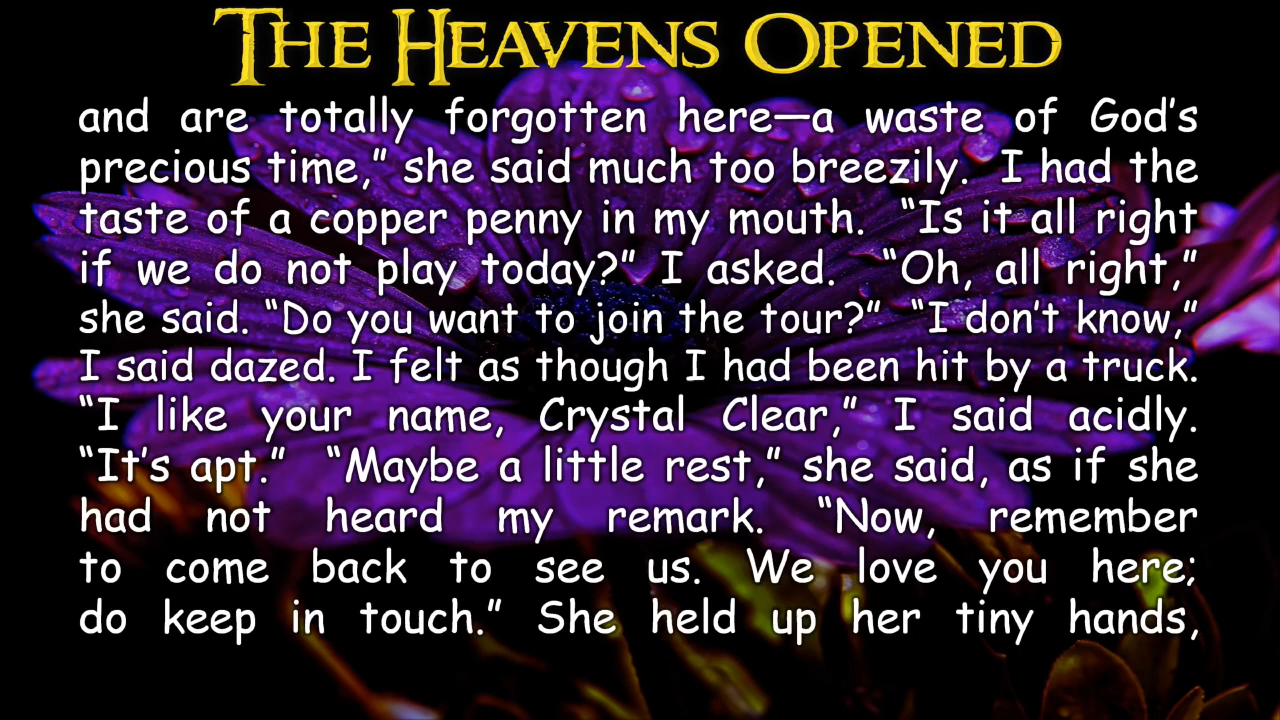 THE HEAVENS OPENED
and are totally forgotten here—a waste of God's
precious time,” she said much too breezily. I had the
taste of a copper penny in my mouth. “Is it all right
if we do not play today?” I asked. “Oh, all right,”
she said. “Do you want to join the tour?” “I don't know,”
I said dazed. I felt as though I had been hit by a truck.
“I like your name, Crystal Clear,” I said acidly.
“It's apt.” “Maybe a little rest,” she said, as if she
had not heard my remark. “Now, remember
to come back to see us. We love you here;
do keep in touch.” She held up her tiny hands,